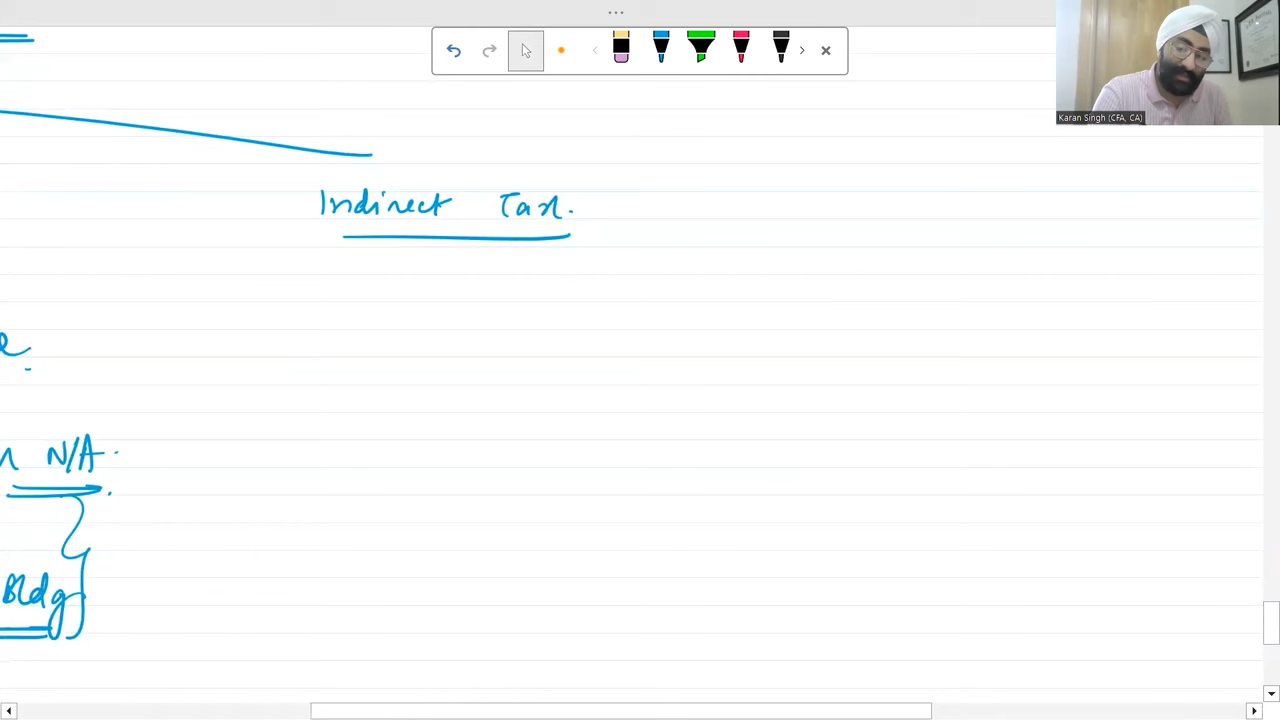 Karan Singh (CFA, CA)
Indirect Tax.
N/A.
Bldg